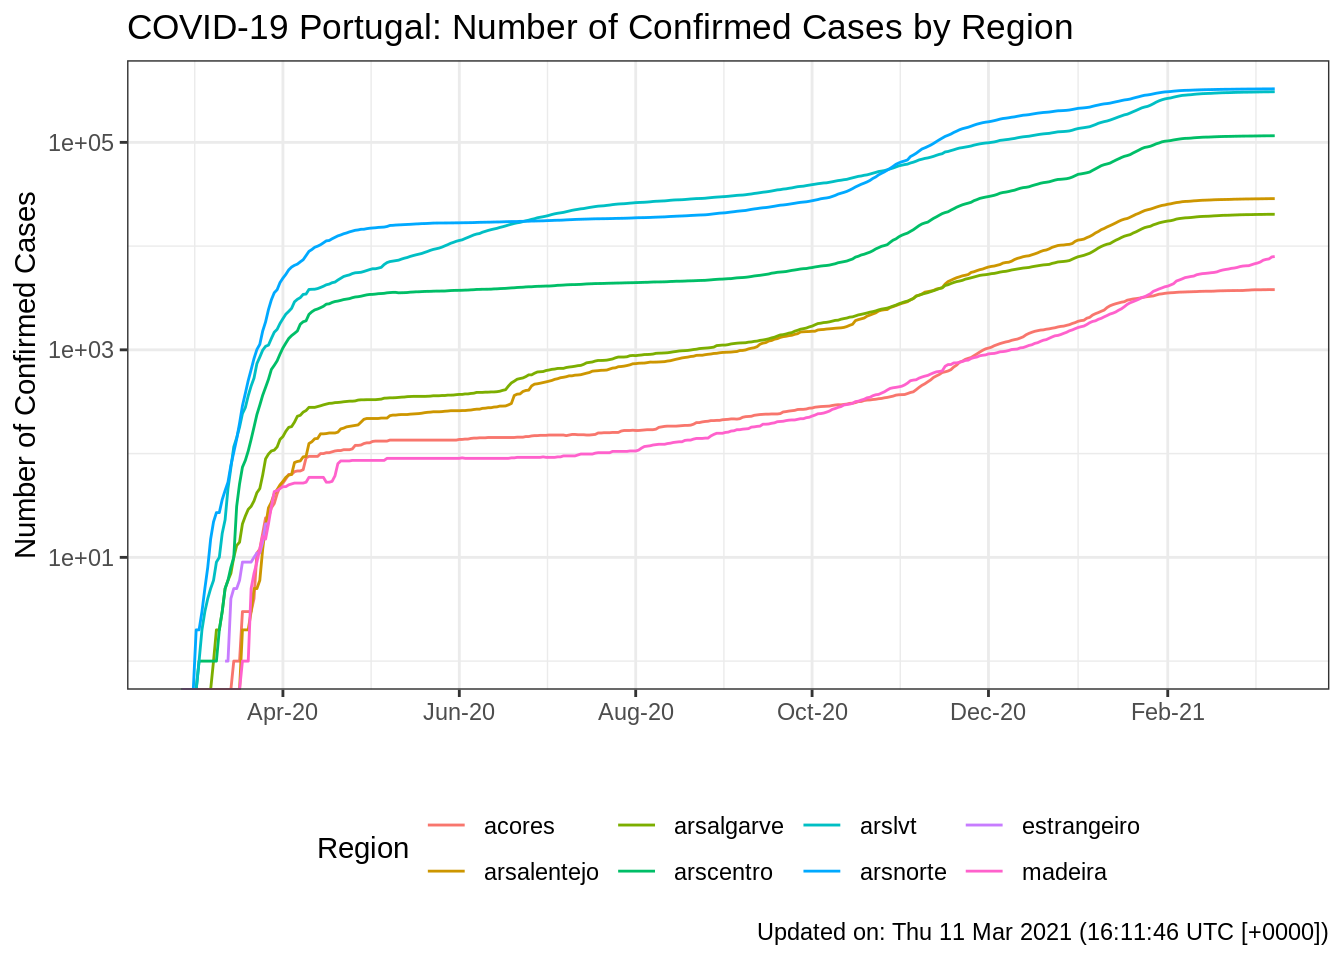 COVID-19 Portugal: Number of Confirmed Cases by Region
Number of Confirmed Cases
1e+05
1e+03
1e+01
Apr-20 Jun-20 Aug-20 Oct-20 Dec-20 Feb-21
Region
acores arsalgarve arslvt estrangeiro
arsalentejo arscentro arsnorte madeira
Updated on: Thu 11 Mar 2021 (16:11:46 UTC [+0000])